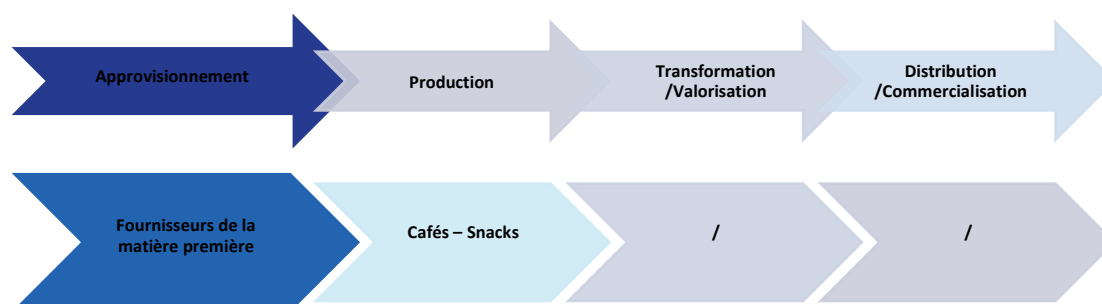 Approvisionnement
Production
Transformation
/Valorisation
Distribution
/Commercialisation
Fournisseurs de la
matière première
Cafés – Snacks
/
/